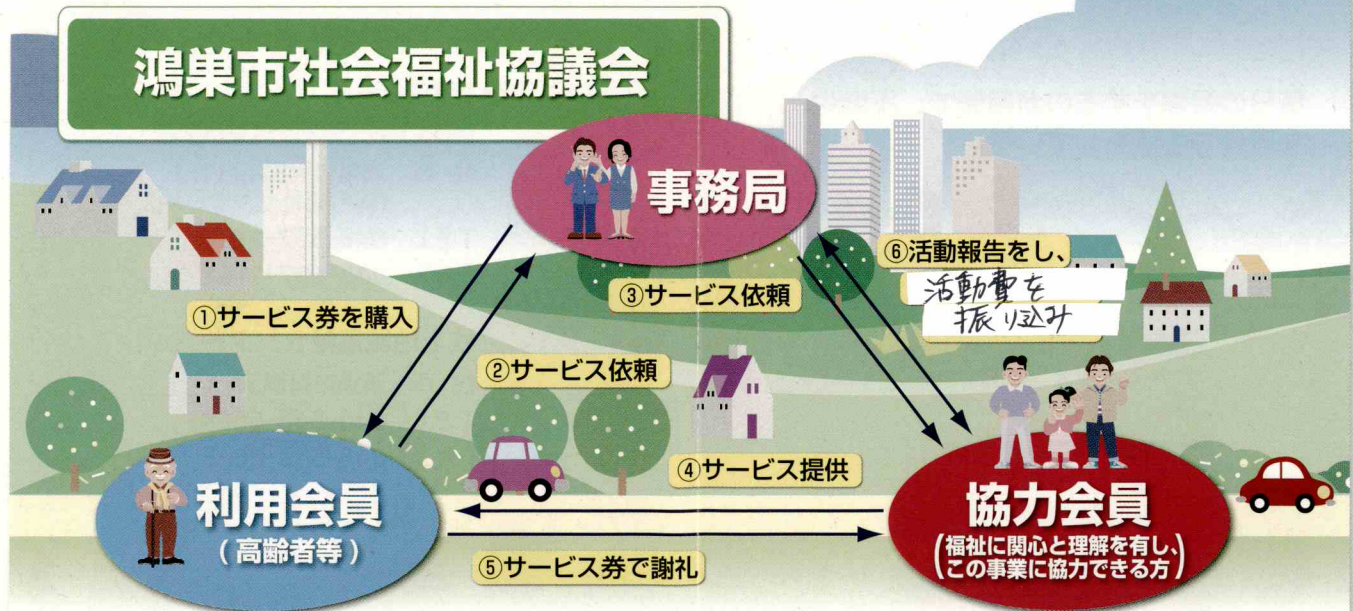 鴻巣市社会福祉協議会
事務局
①サービス券を購入
②サービス依頼
③サービス依頼
⑥活動報告をし、
活動費を
振り込み
④サービス提供
利用会員
(高齢者等)
⑤サービス券で謝礼
協力会員
(福祉に関心と理解を有し、
この事業に協力できる方)